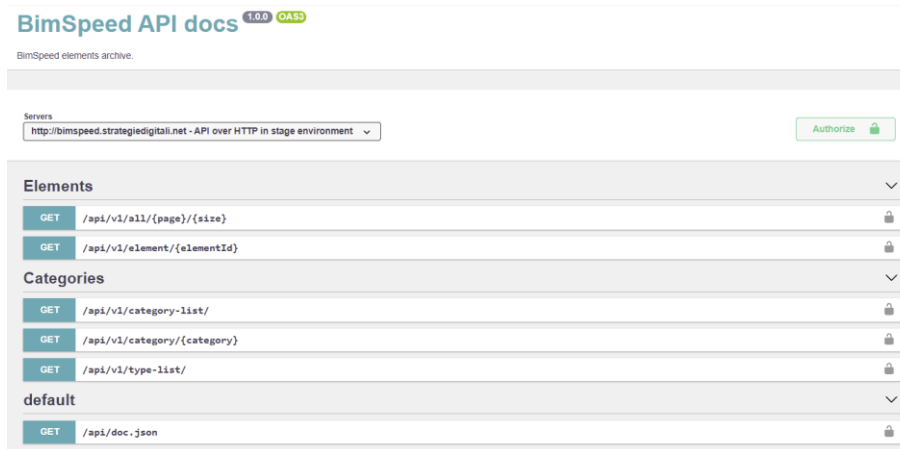 BimSpeed API docs 1.0.0 OAS3
BimSpeed elements archive.
Servers
http://bimspeed.strategiedigitali.net - API over HTTP in stage environment
Authorize
Elements
GET /api/v1/all/{page}/{size}
GET /api/v1/element/{elementId}
Categories
GET /api/v1/category-list/
GET /api/v1/category/{category}
GET /api/v1/type-list/
default
GET /api/doc.json